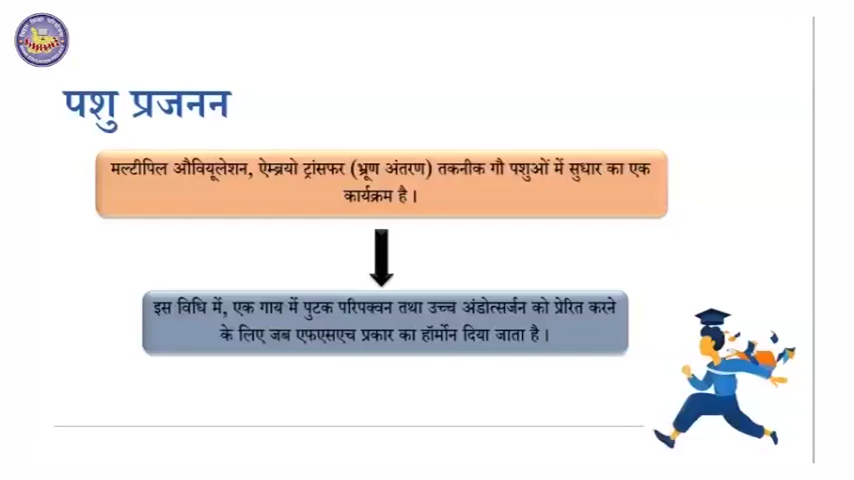 पशु प्रजनन
मल्टीपिल औवियूलेशन, ऐम्ब्रयो ट्रांसफर (भ्रूण अंतरण) तकनीक गौ पशुओं में सुधार का एक
कार्यक्रम है।
इस विधि में, एक गाय में पुटक परिपक्वन तथा उच्च अंडोत्सर्जन को प्रेरित करने
के लिए जब एफएसएच प्रकार का हॉर्मोन दिया जाता है।